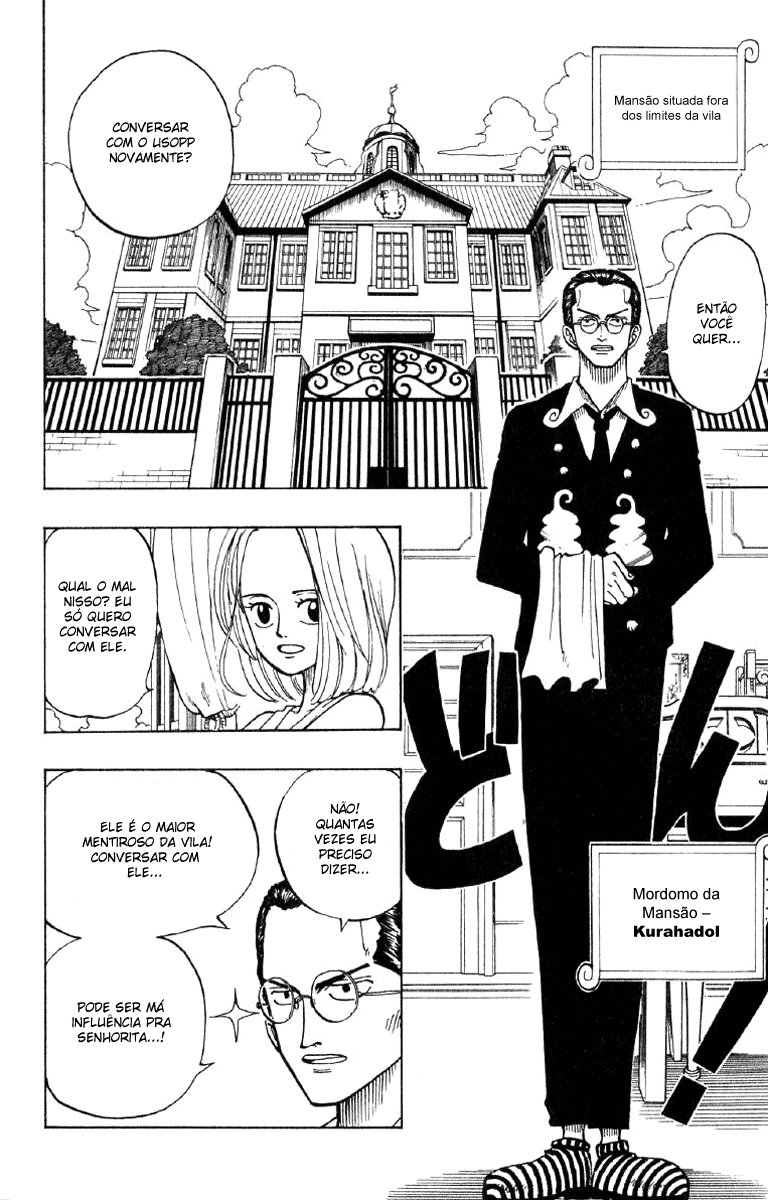 Mansão situada fora
dos limites da vila
ENTÃO
VOCÊ
QUER...
CONVERSAR
COM O USOPP
NOVAMENTE?
QUAL O MAL
NISSO? EU
SÓ QUERO
CONVERSAR
COM ELE.
ドン!
Mordomo da
Mansão –
Kurahadol
NÃO!
QUANTAS
VEZES EU
PRECISO
DIZER...
ELE É O MAIOR
MENTIROSO DA VILA!
CONVERSAR COM
ELE...
PODE SER MÁ
INFLUÊNCIA PRA
SENHORITA...!